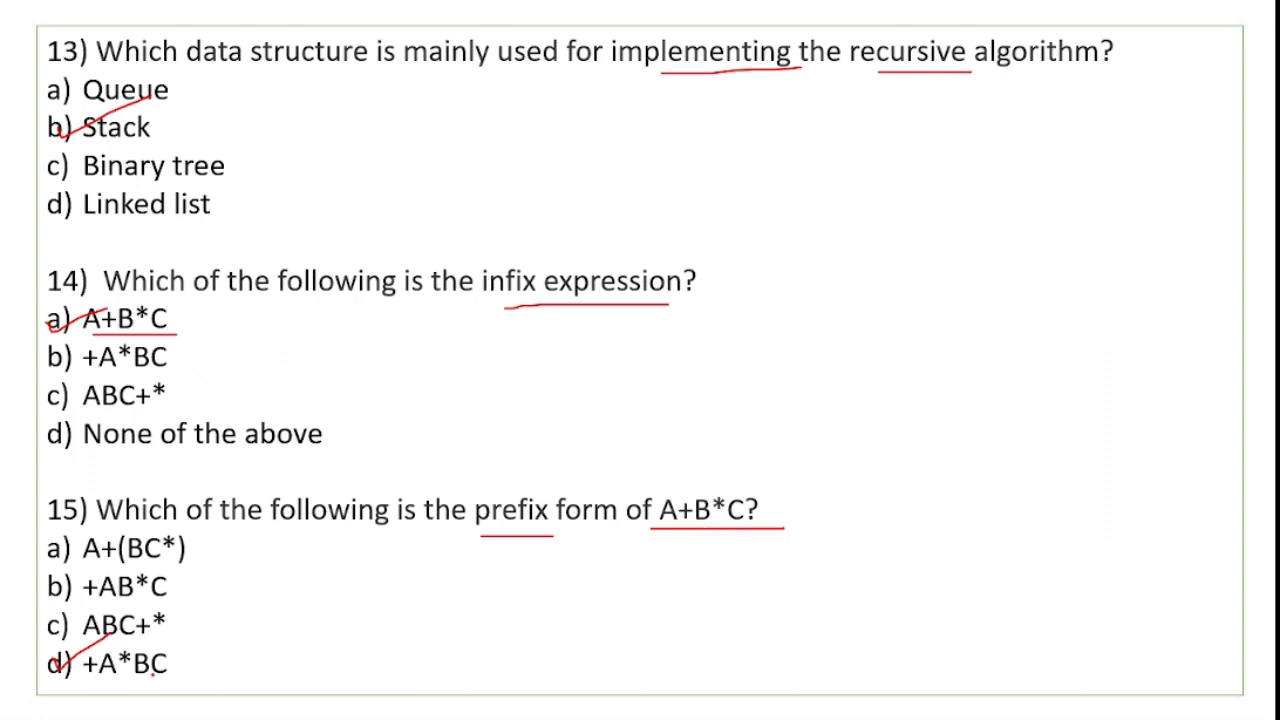 13) Which data structure is mainly used for implementing the recursive algorithm?
a) Queue
b) Stack
c) Binary tree
d) Linked list
14) Which of the following is the infix expression?
a) A+B*C
b) +A*BC
c) ABC+*
d) None of the above
15) Which of the following is the prefix form of A+B*C?
a) A+(BC*)
b) +AB*C
c) ABC+*
d) +A*BC